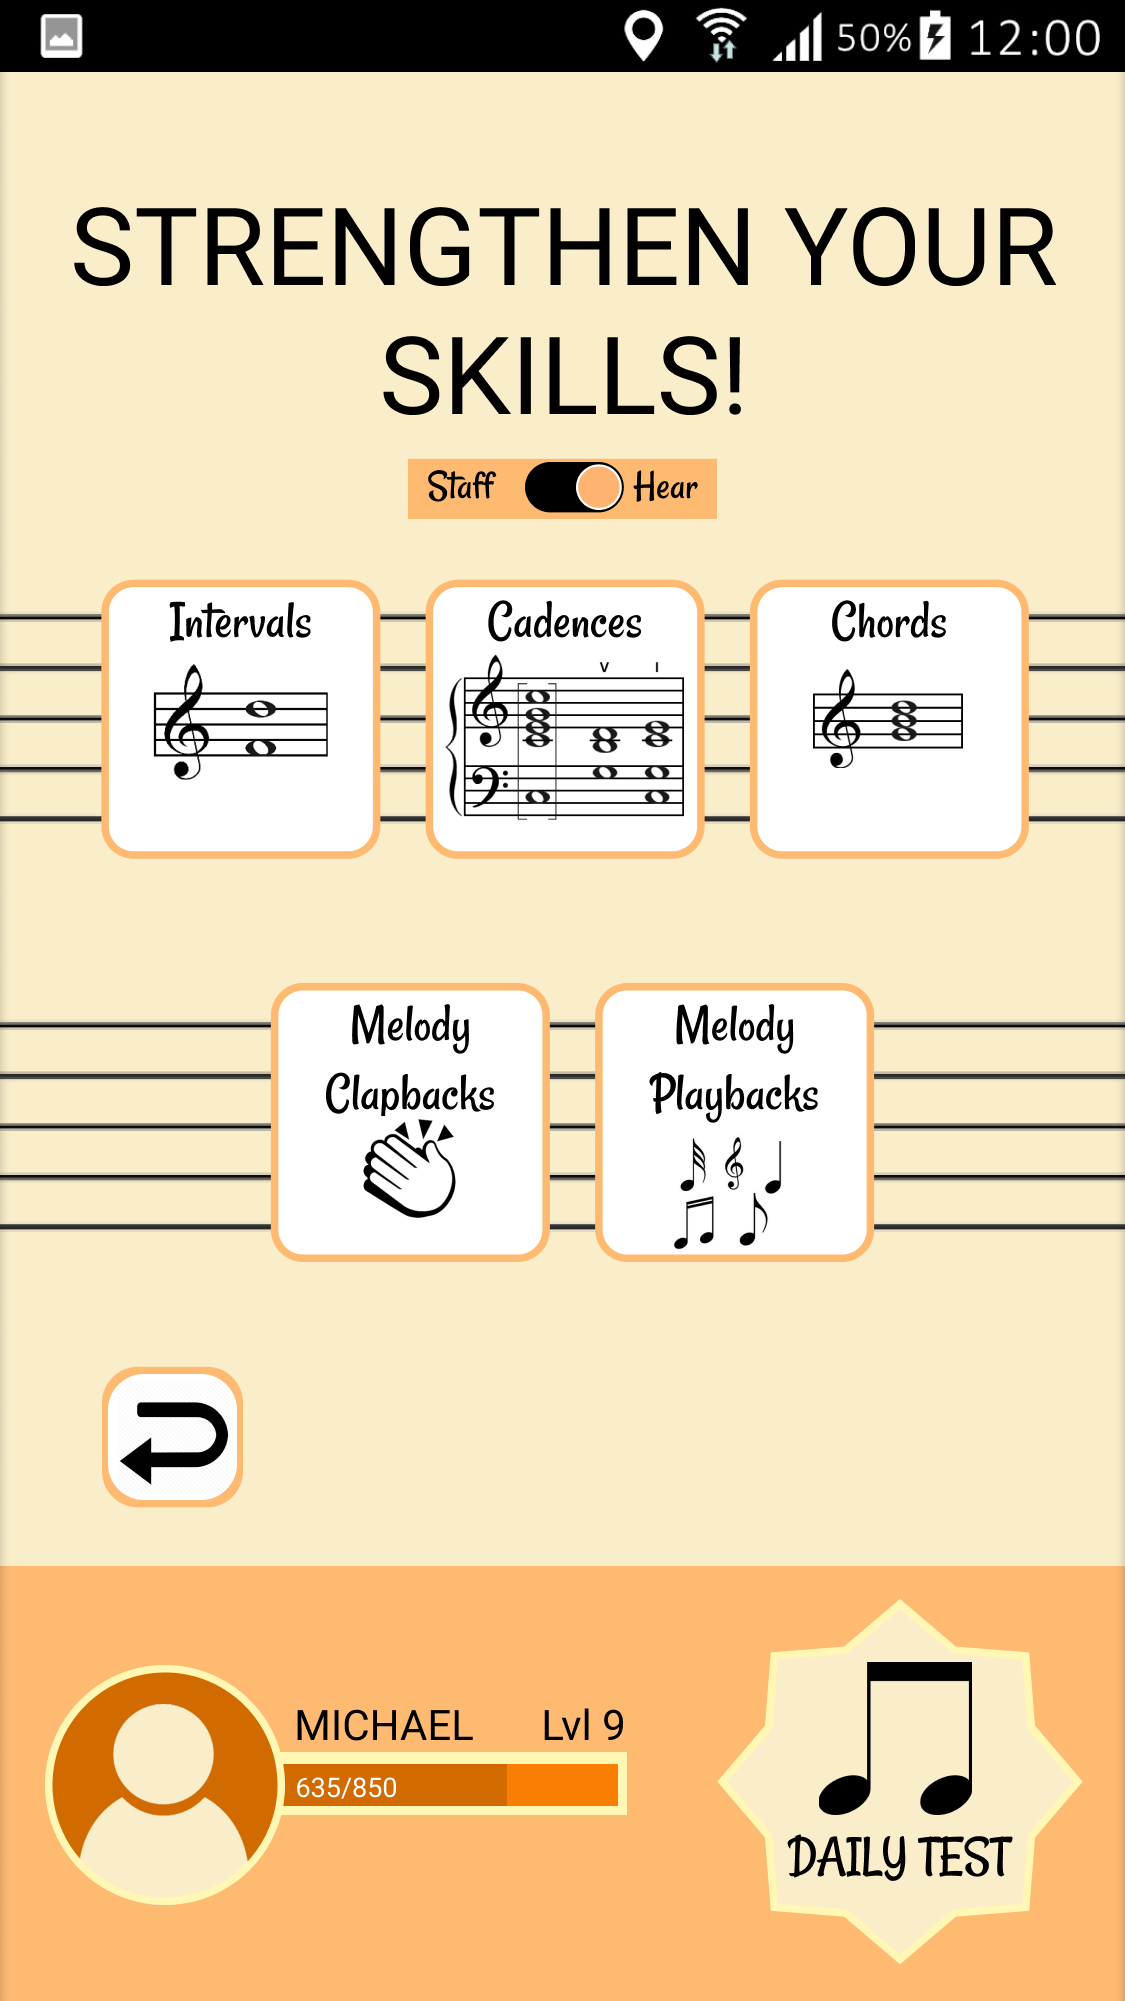 50% 12:00
STRENGTHEN YOUR
SKILLS!
Staff Hear
Intervals
Cadences
V I
Chords
Melody
Clapbacks
Melody
Playbacks
MICHAEL Lvl 9
635/850
DAILY TEST